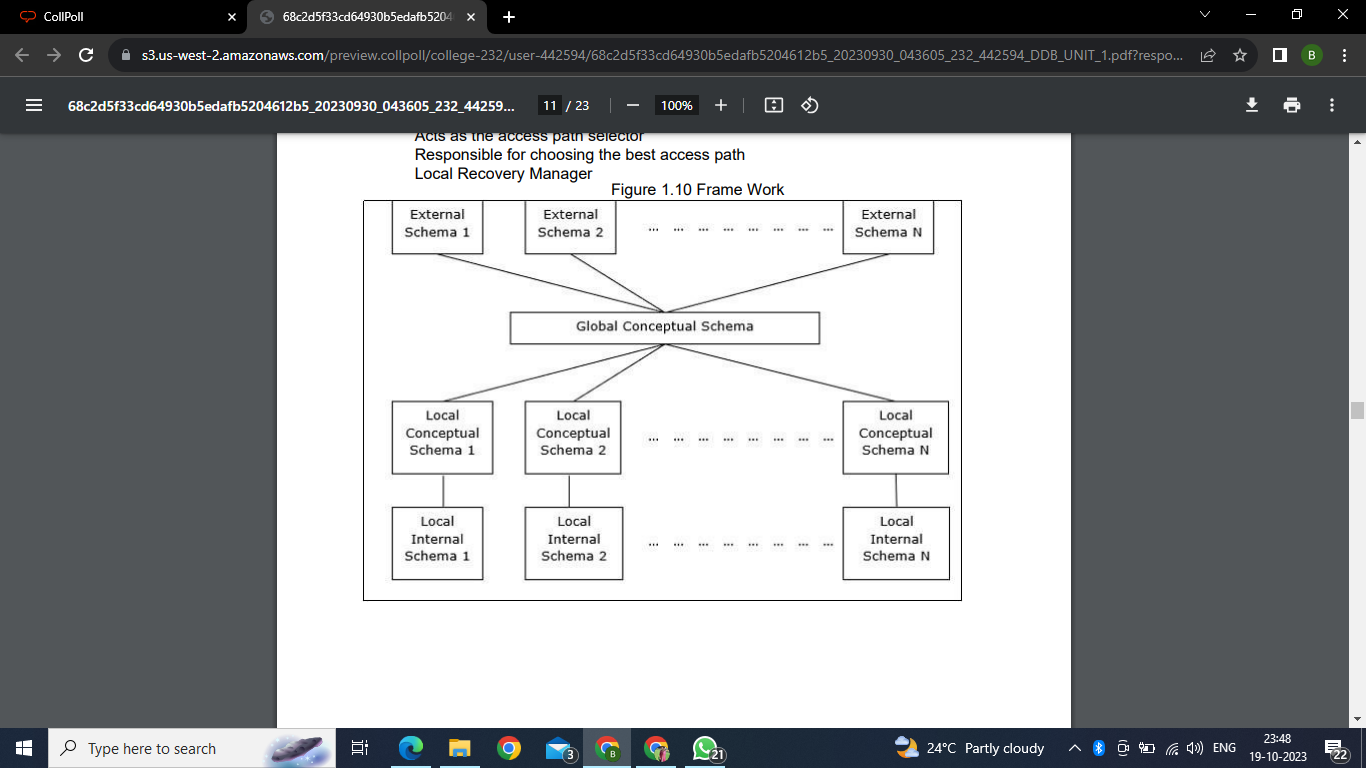 CollPoll
68c2d5f33cd64930b5edafb5204
s3.us-west-2.amazonaws.com/preview.collpoll/college-232/user-442594/68c2d5f33cd64930b5edafb5204612b5_20230930_043605_232_442594_DDB_UNIT_1.pdf?respo...
B
68c2d5f33cd64930b5edafb5204612b5_20230930_043605_232_44259...
11 / 23
100%
Acts as the access path selector
Responsible for choosing the best access path
Local Recovery Manager
Figure 1.10 Frame Work
External
Schema 1
External
Schema 2
... ... ... ... ... ... ... ...
External
Schema N
Global Conceptual Schema
Local
Conceptual
Schema 1
Local
Conceptual
Schema 2
... ... ... ... ... ... ... ...
Local
Conceptual
Schema N
Local
Internal
Schema 1
Local
Internal
Schema 2
... ... ... ... ... ... ... ...
Local
Internal
Schema N
Type here to search
3
B
21
24°C Partly cloudy
ENG
23:48
19-10-2023
22